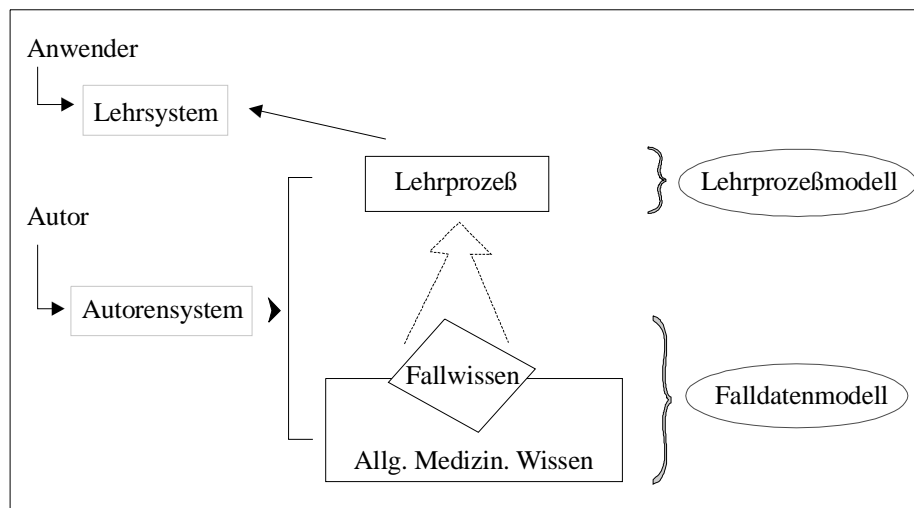 Anwender
Lehrsystem
Lehrprozeß
Lehrprozeßmodell
Autor
Autorensystem
Fallwissen
Falldatenmodell
Allg. Medizin. Wissen